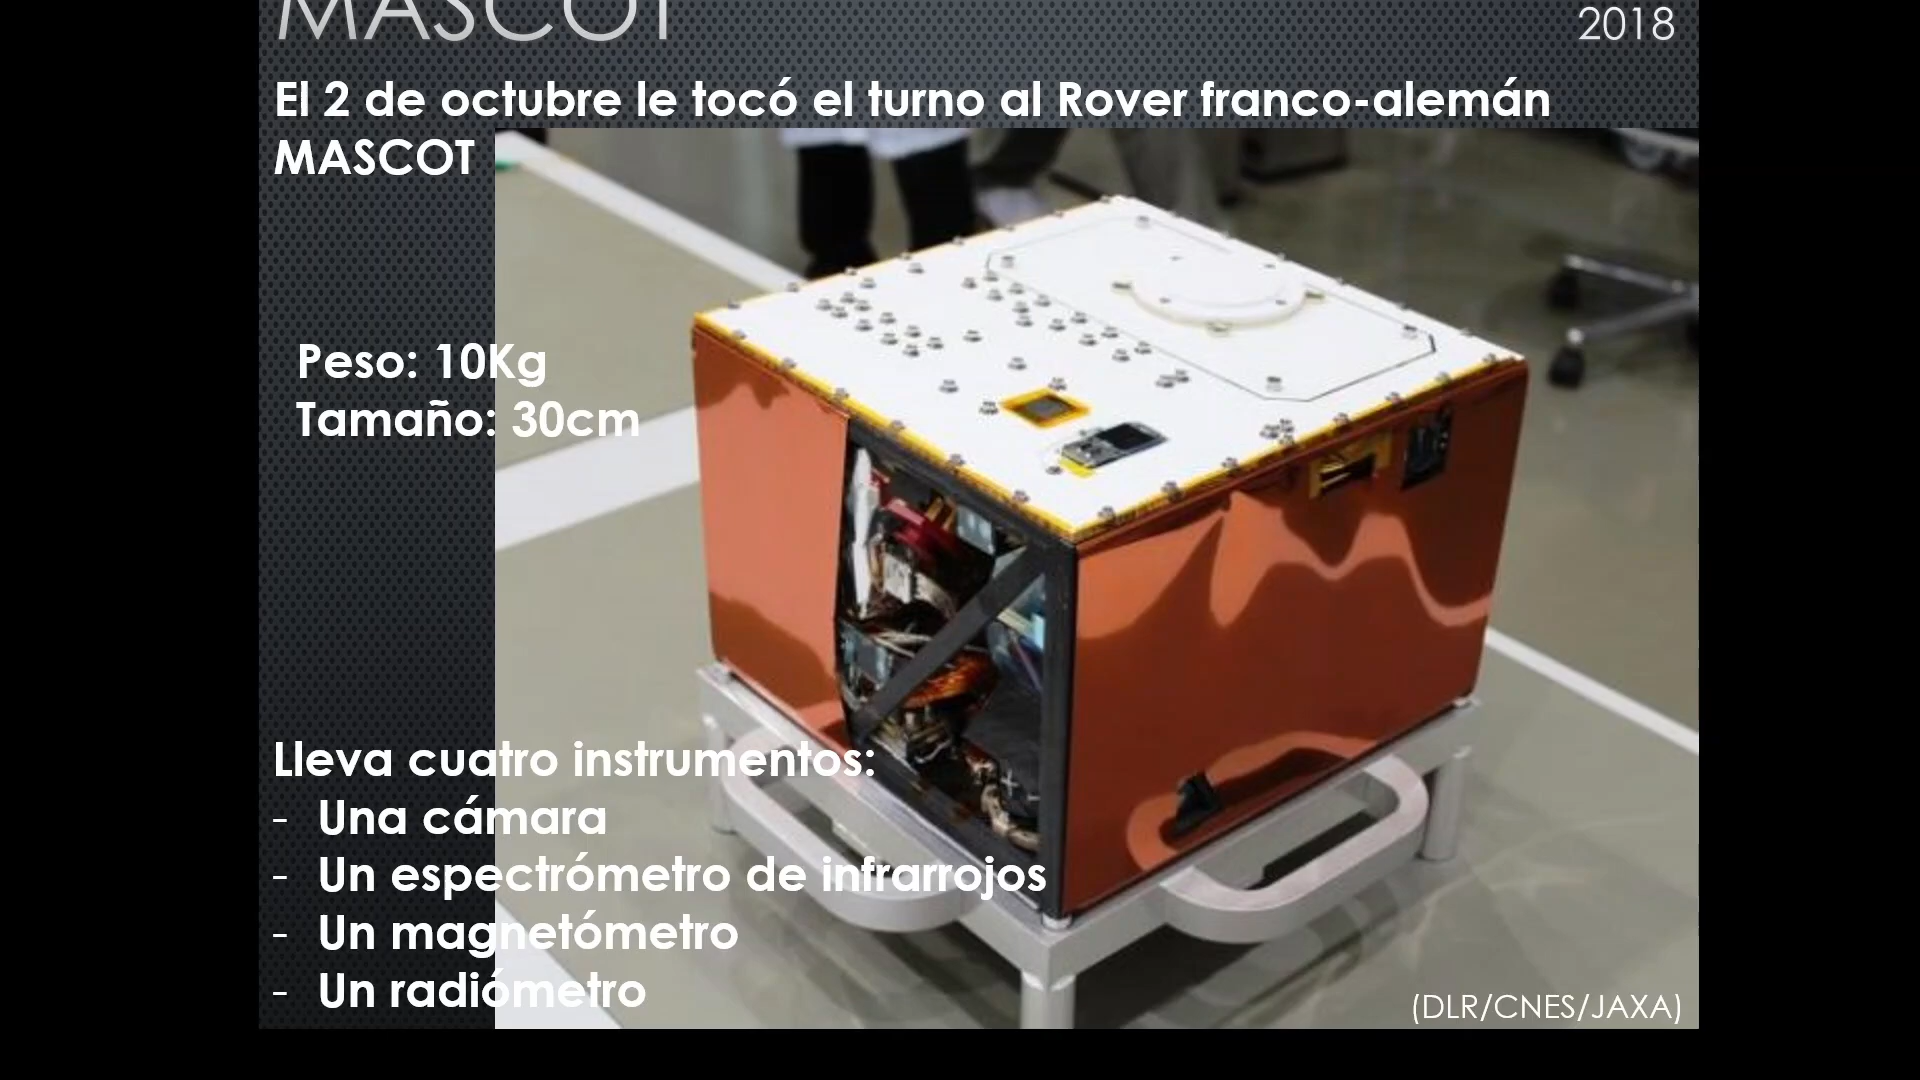 MASCOT
2018
El 2 de octubre le tocó el turno al Rover franco-alemán
MASCOT
Peso: 10Kg
Tamaño: 30cm
Lleva cuatro instrumentos:
- Una cámara
- Un espectrómetro de infrarrojos
- Un magnetómetro
- Un radiómetro
(DLR/CNES/JAXA)